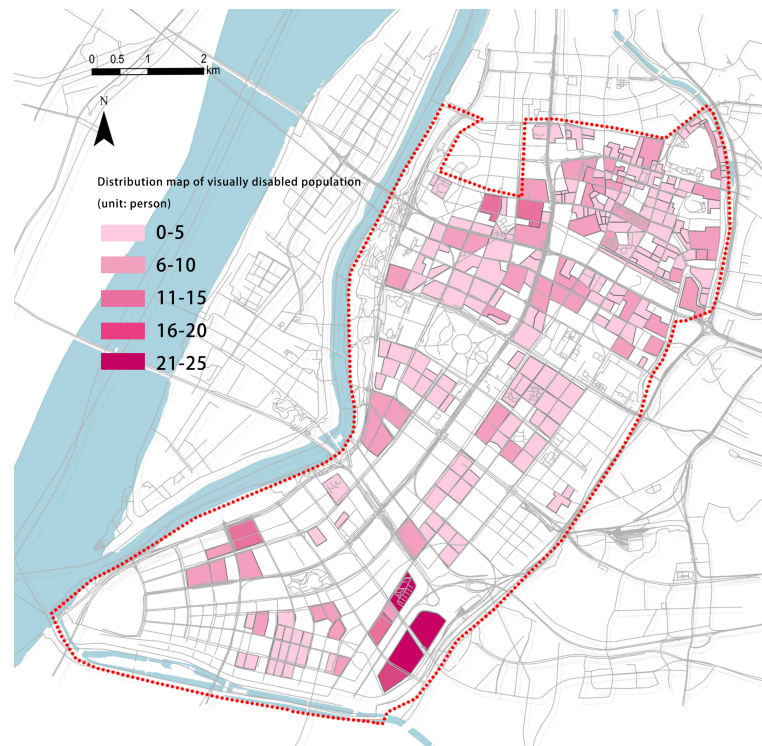 0 0.5 1 2
km
N
Distribution map of visually disabled population
(unit: person)
0-5
6-10
11-15
16-20
21-25